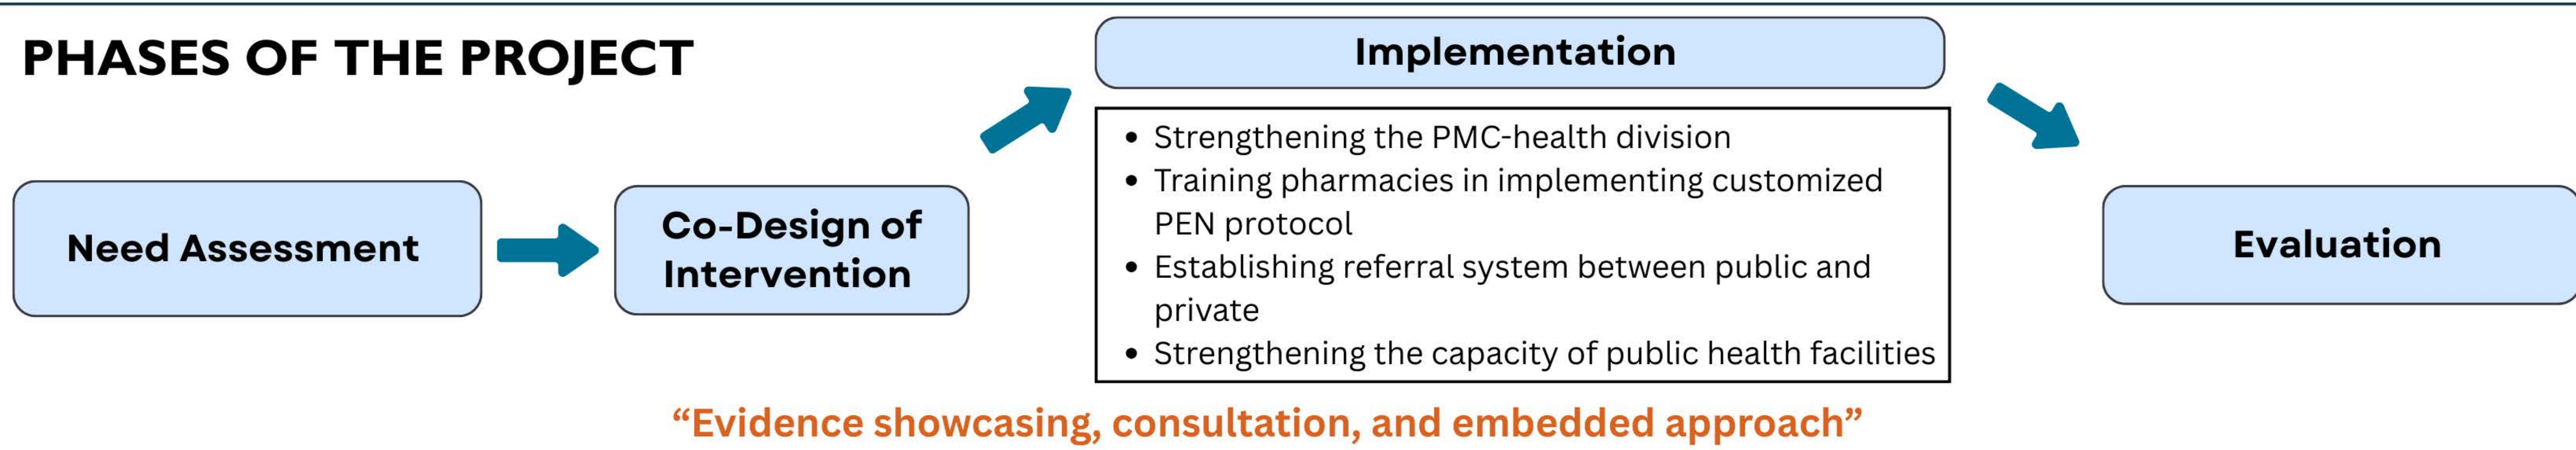 PHASES OF THE PROJECT
Need Assessment
Co-Design of
Intervention
Implementation
• Strengthening the PMC-health division
• Training pharmacies in implementing customized
PEN protocol
• Establishing referral system between public and
private
• Strengthening the capacity of public health facilities
Evaluation
“Evidence showcasing, consultation, and embedded approach”